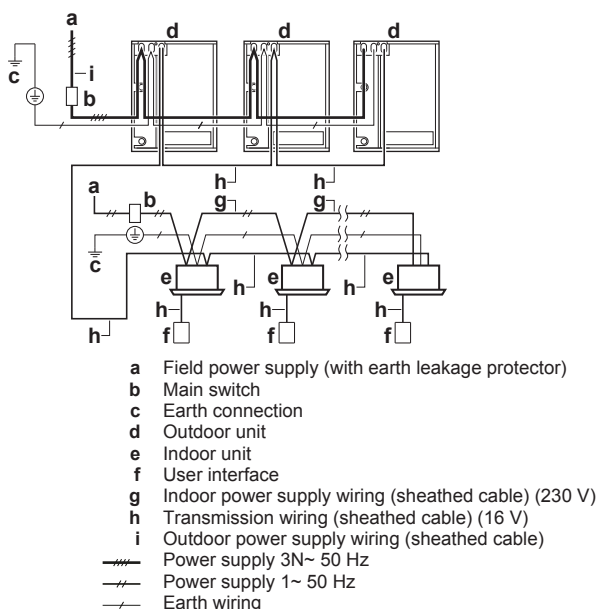 a
d d d
c
i
b
h h
a
b
g g
c
e e e
h h
h h h
h f f f
a Field power supply (with earth leakage protector)
b Main switch
c Earth connection
d Outdoor unit
e Indoor unit
f User interface
g Indoor power supply wiring (sheathed cable) (230 V)
h Transmission wiring (sheathed cable) (16 V)
i Outdoor power supply wiring (sheathed cable)
Power supply 3N~ 50 Hz
Power supply 1~ 50 Hz
Earth wiring